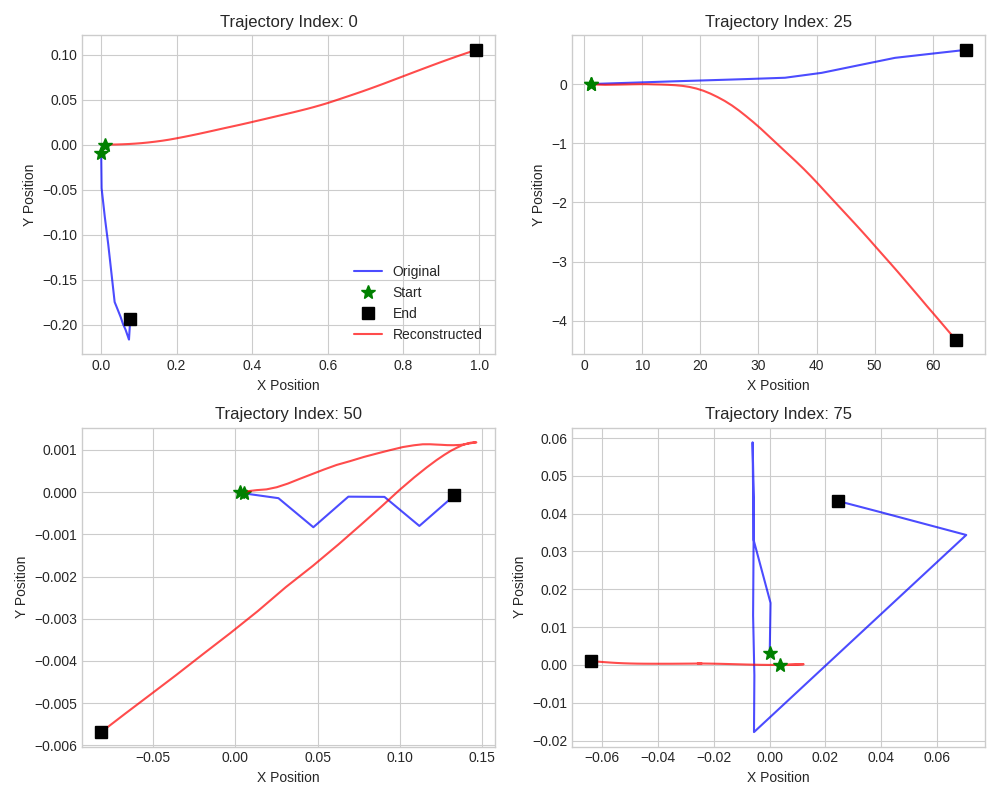 Trajectory Index: 0
0.10
0.05
0.00
−0.05
−0.10
−0.15
−0.20
Y Position
Original
Start
End
Reconstructed
0.0 0.2 0.4 0.6 0.8 1.0
X Position
Trajectory Index: 25
0
−1
−2
−3
−4
Y Position
0 10 20 30 40 50 60
X Position
Trajectory Index: 50
0.001
0.000
−0.001
−0.002
−0.003
−0.004
−0.005
−0.006
Y Position
−0.05 0.00 0.05 0.10 0.15
X Position
Trajectory Index: 75
0.06
0.05
0.04
0.03
0.02
0.01
0.00
−0.01
−0.02
Y Position
−0.06 −0.04 −0.02 0.00 0.02 0.04 0.06
X Position